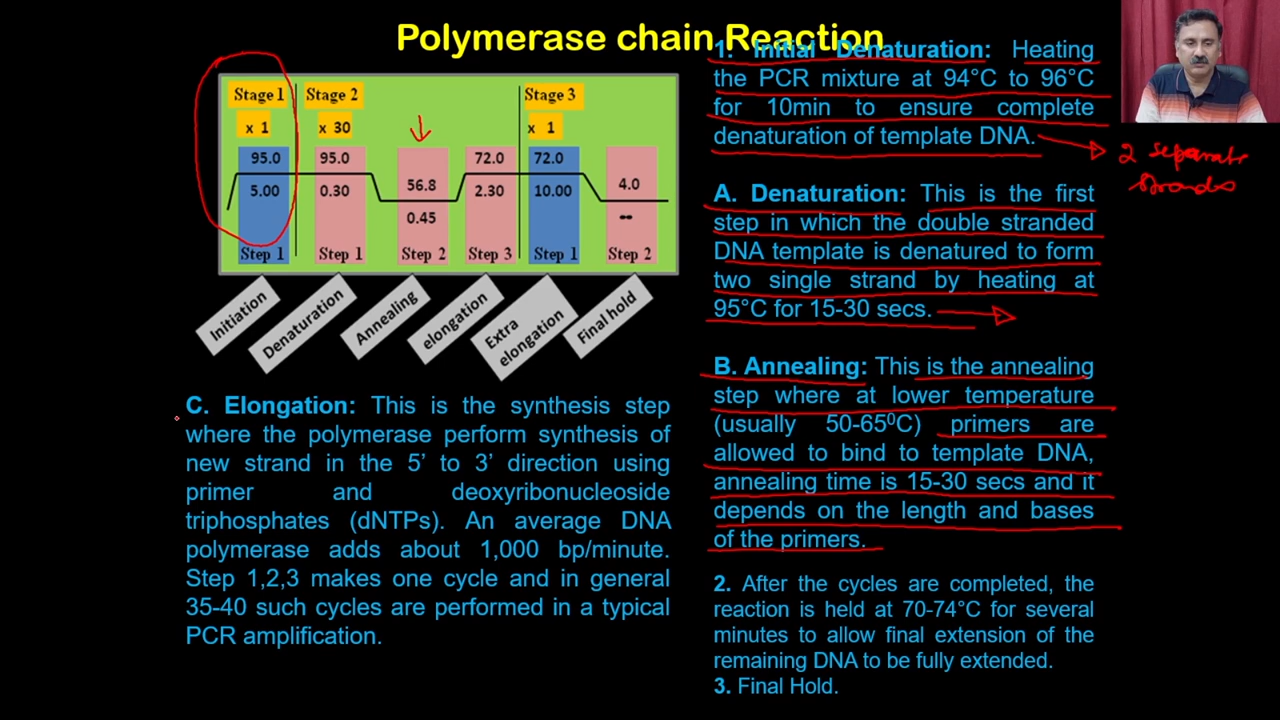 Polymerase chain Reaction
Stage 1
Stage 2
Stage 3
x 1
x 30
x 1
95.0
95.0
56.8
72.0
72.0
4.0
5.00
0.30
0.45
2.30
10.00
∞
Step 1
Step 1
Step 2
Step 3
Step 1
Step 2
Initiation
Denaturation
Annealing
elongation
Extra
elongation
Final hold
C. Elongation: This is the synthesis step
where the polymerase perform synthesis of
new strand in the 5’ to 3’ direction using
primer and deoxyribonucleoside
triphosphates (dNTPs). An average DNA
polymerase adds about 1,000 bp/minute.
Step 1,2,3 makes one cycle and in general
35-40 such cycles are performed in a typical
PCR amplification.
1. Initial Denaturation: Heating
the PCR mixture at 94°C to 96°C
for 10min to ensure complete
denaturation of template DNA.
2 separate
strands
A. Denaturation: This is the first
step in which the double stranded
DNA template is denatured to form
two single strand by heating at
95°C for 15-30 secs.
B. Annealing: This is the annealing
step where at lower temperature
(usually 50-65⁰C) primers are
allowed to bind to template DNA,
annealing time is 15-30 secs and it
depends on the length and bases
of the primers.
2. After the cycles are completed, the
reaction is held at 70-74°C for several
minutes to allow final extension of the
remaining DNA to be fully extended.
3. Final Hold.